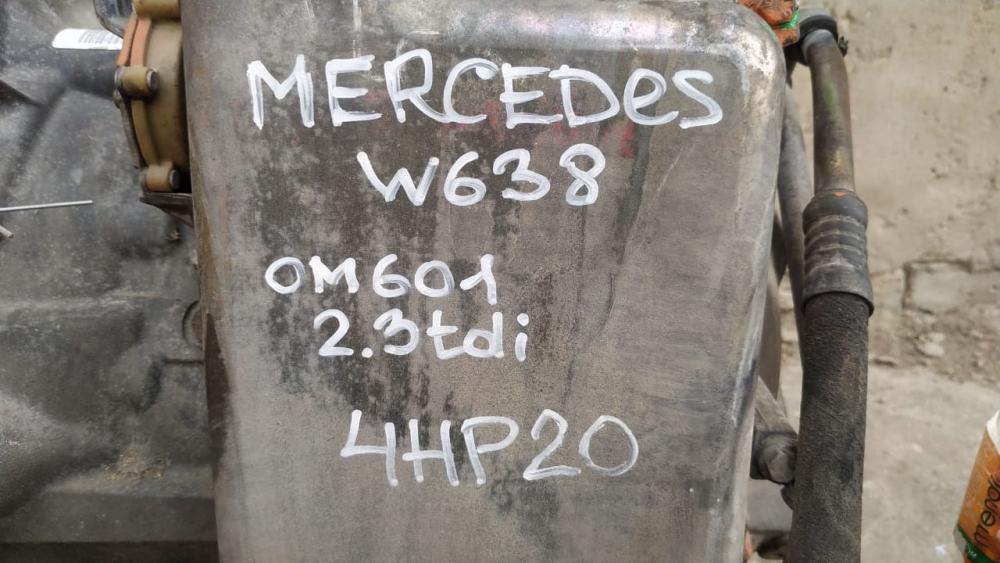 MERCEDeS
W638
OM601
2.3tdi
4HP20